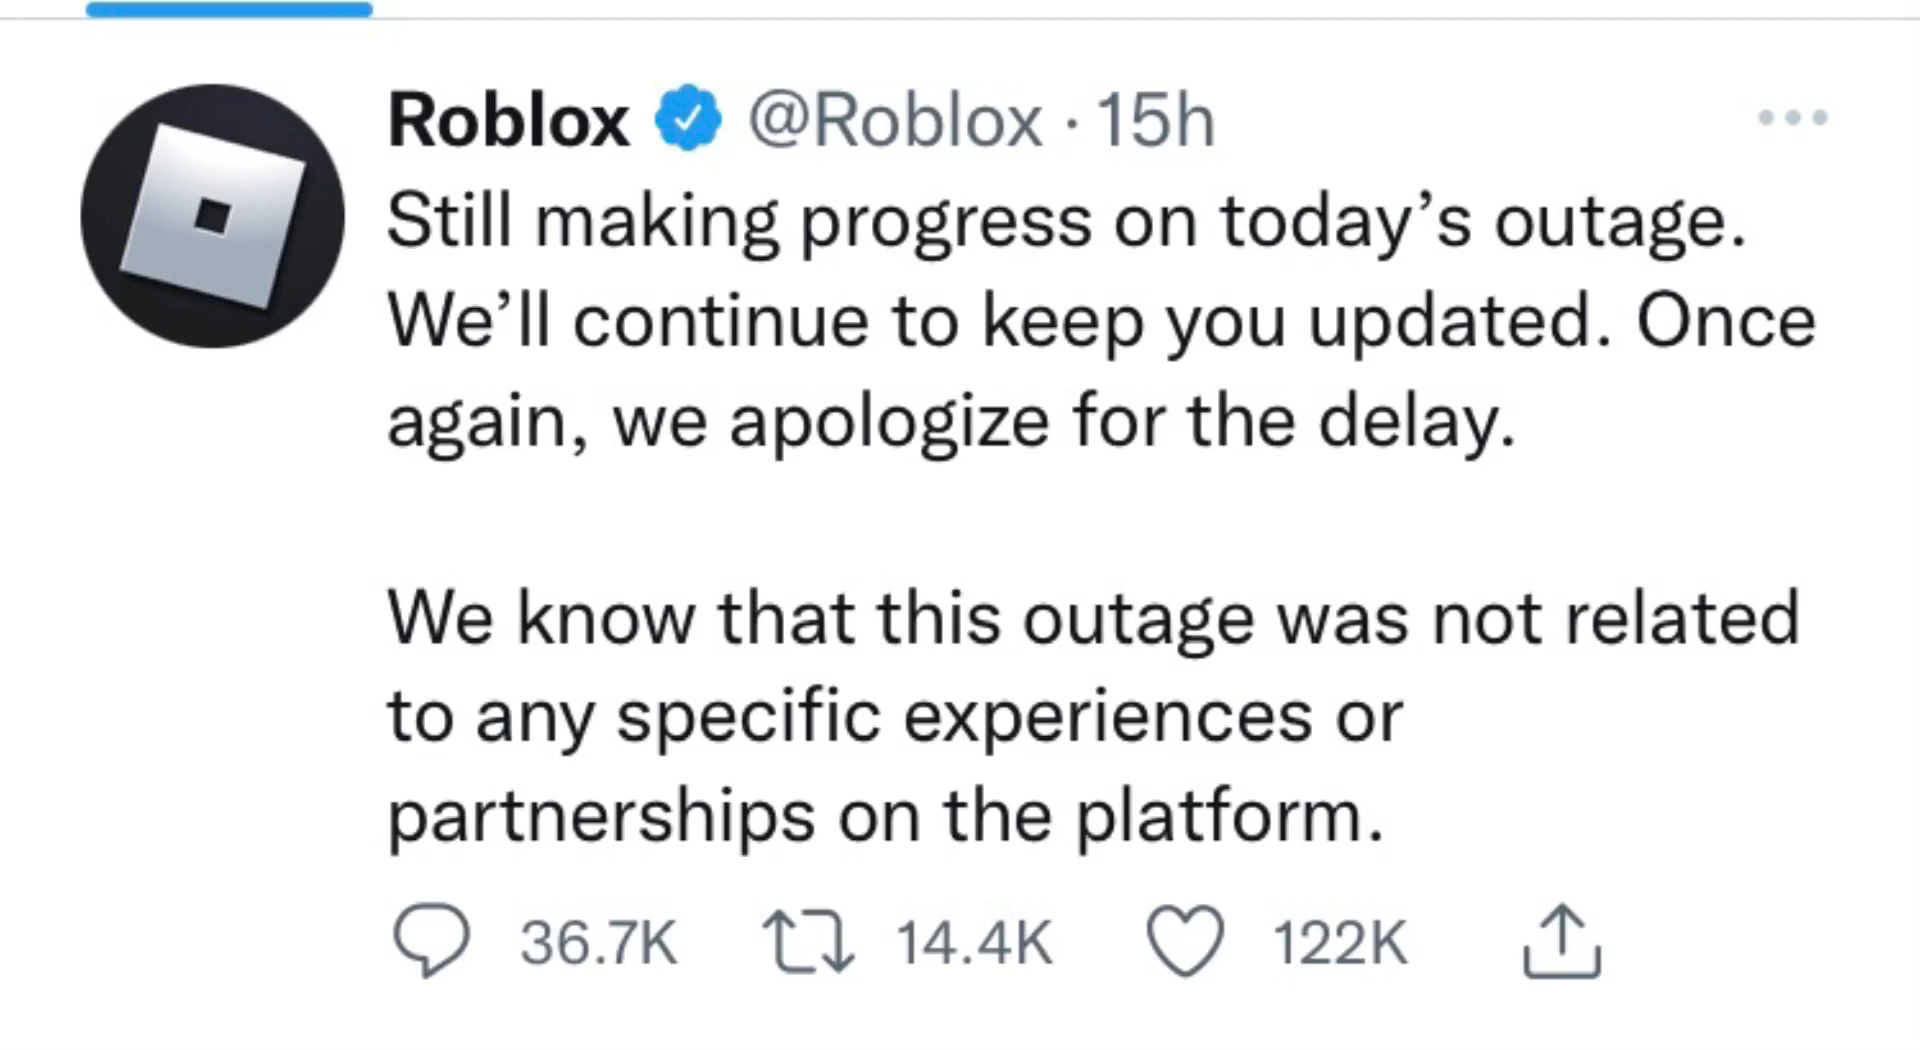 Roblox @Roblox · 15h
Still making progress on today’s outage.
We’ll continue to keep you updated. Once
again, we apologize for the delay.
We know that this outage was not related
to any specific experiences or
partnerships on the platform.
36.7K 14.4K 122K